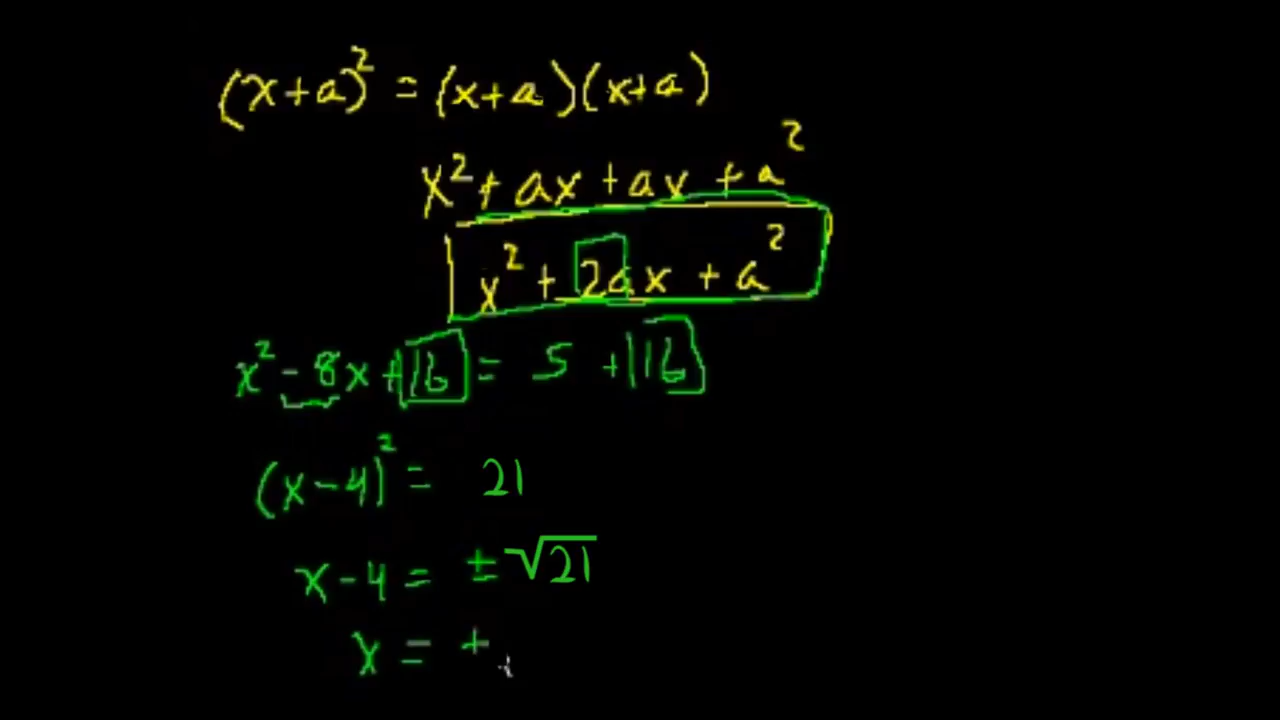 (x+a)² = (x+a)(x+a)
x² + ax + ax + a²
x² + 2ax + a²
x² - 8x + 16 = 5 + 16
(x-4)² = 21
x-4 = ±√21
x = +